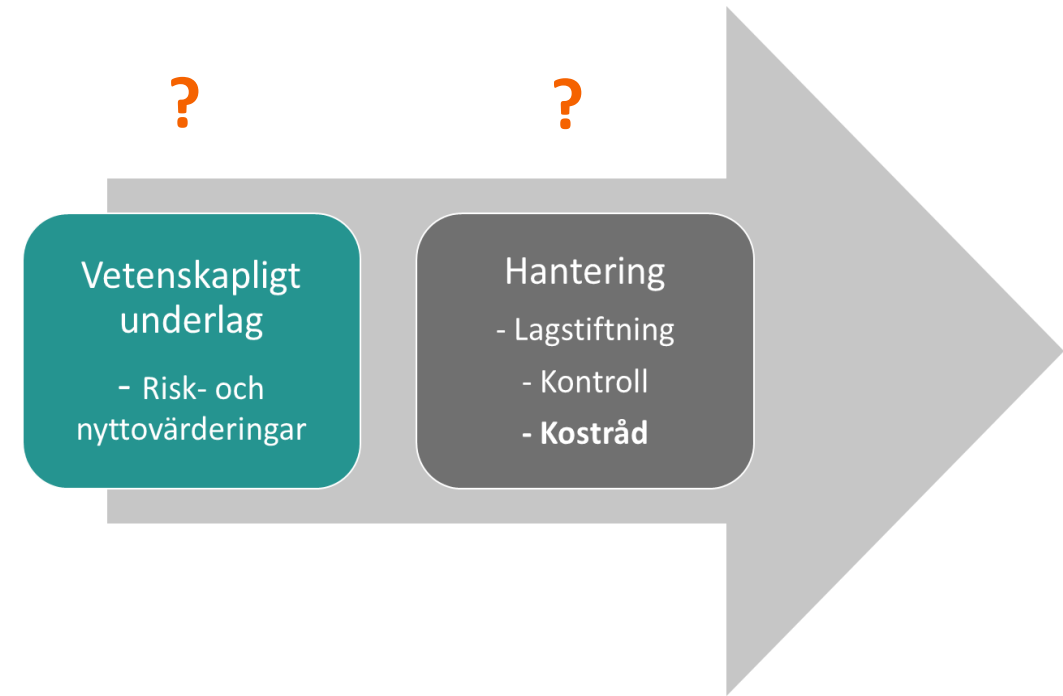 ?
?
Vetenskapligt
underlag
- Risk- och
nyttovärderingar
Hantering
- Lagstiftning
- Kontroll
- Kostråd